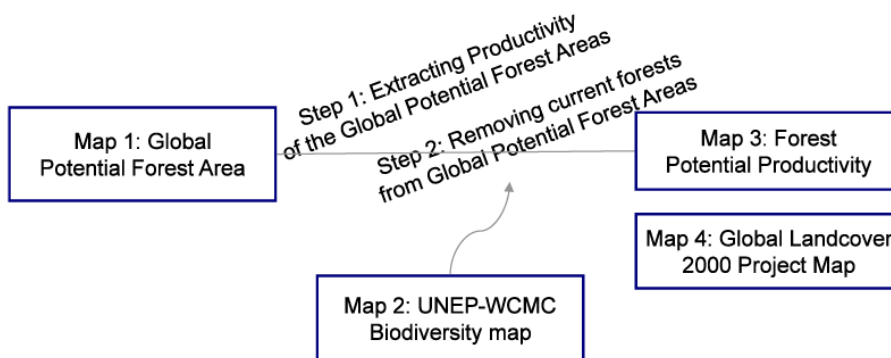 Step 1: Extracting Productivity
of the Global Potential Forest Areas
Step 2: Removing current forests
from Global Potential Forest Areas
Map 1: Global
Potential Forest Area
Map 3: Forest
Potential Productivity
Map 4: Global Landcover
2000 Project Map
Map 2: UNEP-WCMC
Biodiversity map